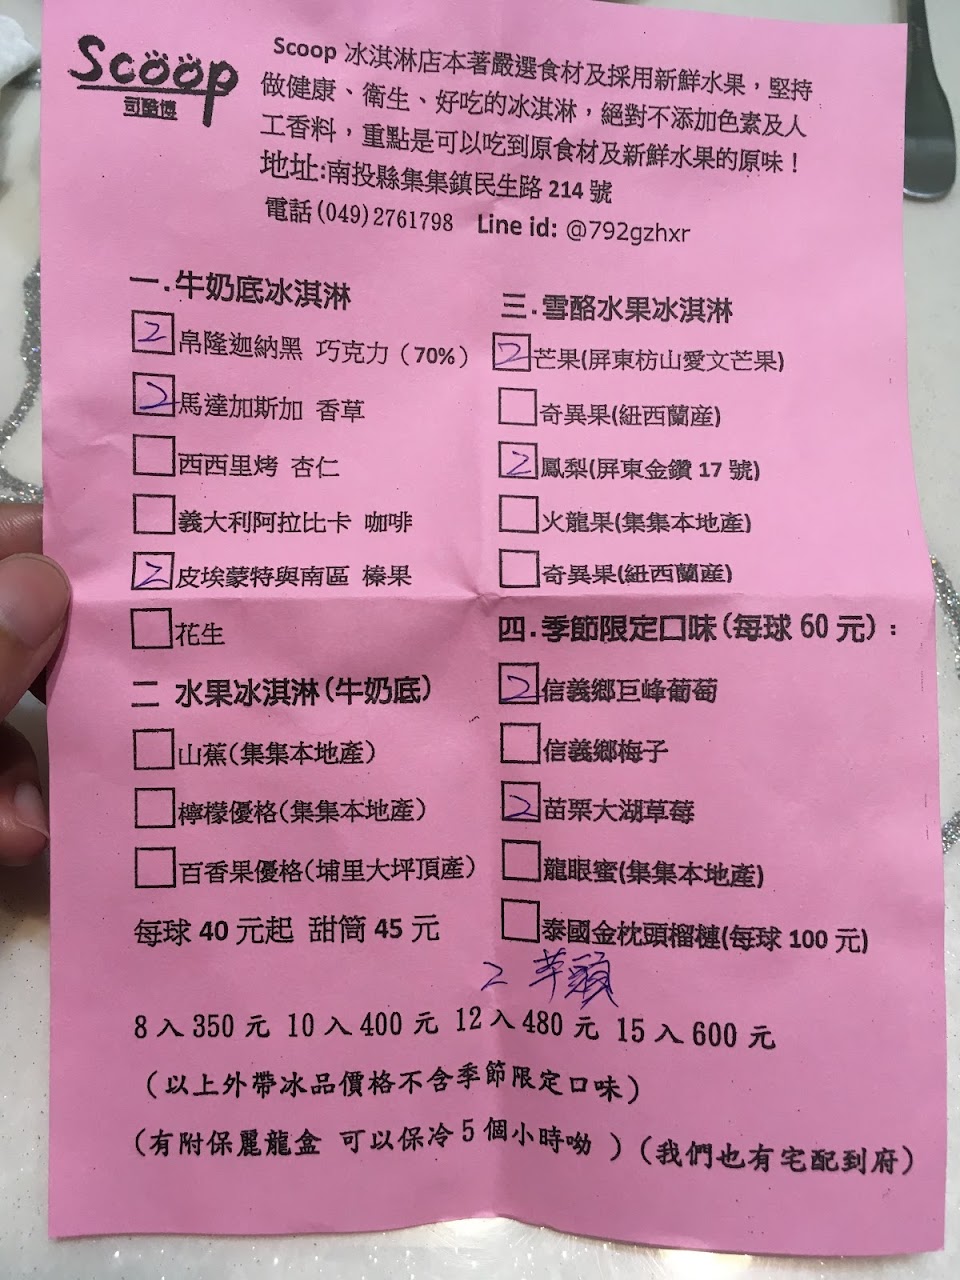 Scoop
司酷博
Scoop 冰淇淋店本著嚴選食材及採用新鮮水果，堅持
做健康、衛生、好吃的冰淇淋，絕對不添加色素及人
工香料，重點是可以吃到原食材及新鮮水果的原味！
地址:南投縣集集鎮民生路 214 號
電話(049)2761798 Line id: @792gzhxr
一.牛奶底冰淇淋
2 帛隆迦納黑 巧克力（70%）
2 馬達加斯加 香草
西西里烤 杏仁
義大利阿拉比卡 咖啡
2 皮埃蒙特與南區 榛果
花生
二 水果冰淇淋(牛奶底)
山蕉(集集本地產)
檸檬優格(集集本地產)
百香果優格(埔里大坪頂產)
每球 40 元起 甜筒 45 元
三.雪酪水果冰淇淋
2 芒果(屏東枋山愛文芒果)
奇異果(紐西蘭産)
2 鳳梨(屏東金鑽 17 號)
火龍果(集集本地產)
奇異果(紐西蘭産)
四.季節限定口味(每球 60 元)：
2 信義鄉巨峰葡萄
信義鄉梅子
2 苗栗大湖草莓
龍眼蜜(集集本地產)
泰國金枕頭榴槤(每球 100 元)
2 芋頭
8 入 350 元 10 入 400 元 12 入 480 元 15 入 600 元
（以上外帶冰品價格不含季節限定口味）
(有附保麗龍盒 可以保冷 5 個小時呦 ) (我們也有宅配到府)